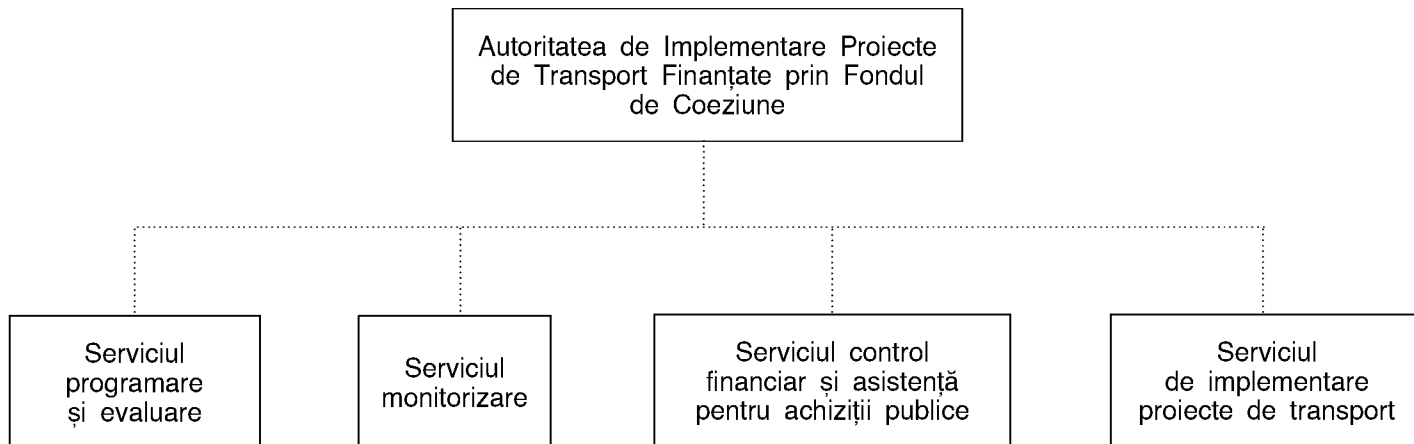 Autoritatea de Implementare Proiecte
de Transport Finanțate prin Fondul
de Coeziune
Serviciul
programare
și evaluare
Serviciul
monitorizare
Serviciul control
financiar și asistență
pentru achiziții publice
Serviciul
de implementare
proiecte de transport